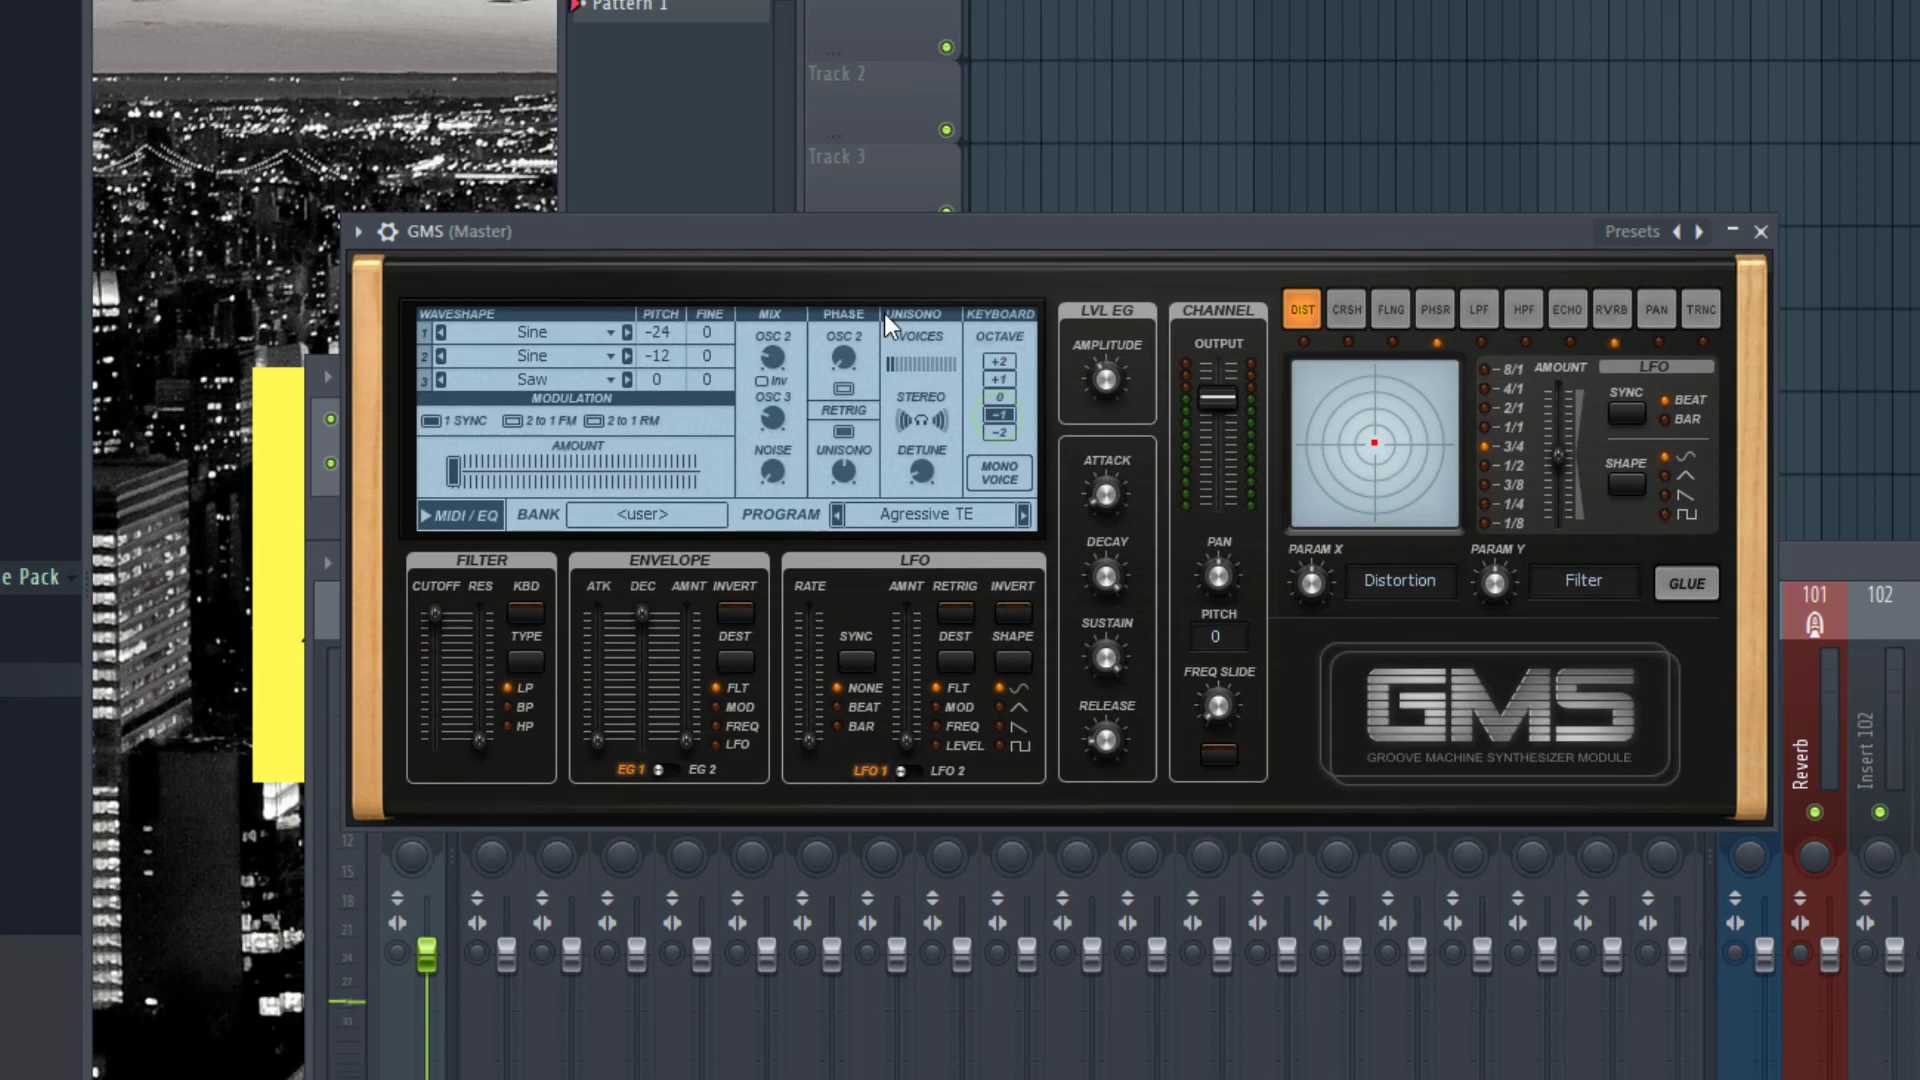 Pattern 1
Track 2
Track 3
e Pack
GMS (Master)
Presets
WAVESHAPE PITCH FINE MIX PHASE UNISONO KEYBOARD
1 Sine -24 0
2 Sine -12 0
3 Saw 0 0
MODULATION
1 SYNC 2 to 1 FM 2 to 1 RM
AMOUNT
OSC 2
Inv
OSC 3
NOISE
OSC 2
RETRIG
UNISONO
VOICES
STEREO
DETUNE
OCTAVE
+2
+1
0
-1
-2
MONO
VOICE
MIDI / EQ BANK <user> PROGRAM Agressive TE
FILTER
CUTOFF RES KBD
TYPE
LP
BP
HP
ENVELOPE
ATK DEC AMNT INVERT
DEST
FLT
MOD
FREQ
LFO
EG 1 EG 2
LFO
RATE AMNT RETRIG INVERT
SYNC DEST SHAPE
NONE FLT
BEAT MOD
BAR FREQ
LEVEL
LFO 1 LFO 2
LVL EG
AMPLITUDE
ATTACK
DECAY
SUSTAIN
RELEASE
CHANNEL
OUTPUT
PAN
PITCH
0
FREQ SLIDE
DIST CRSH FLNG PHSR LPF HPF ECHO RVRB PAN TRNC
8/1
4/1
2/1
1/1
3/4
1/2
3/8
1/4
1/8
AMOUNT
LFO
SYNC
BEAT
BAR
SHAPE
PARAM X PARAM Y
Distortion Filter GLUE
GMS
GROOVE MACHINE SYNTHESIZER MODULE
101 102
Reverb
Insert 102
12
15
18
21
24
27
33